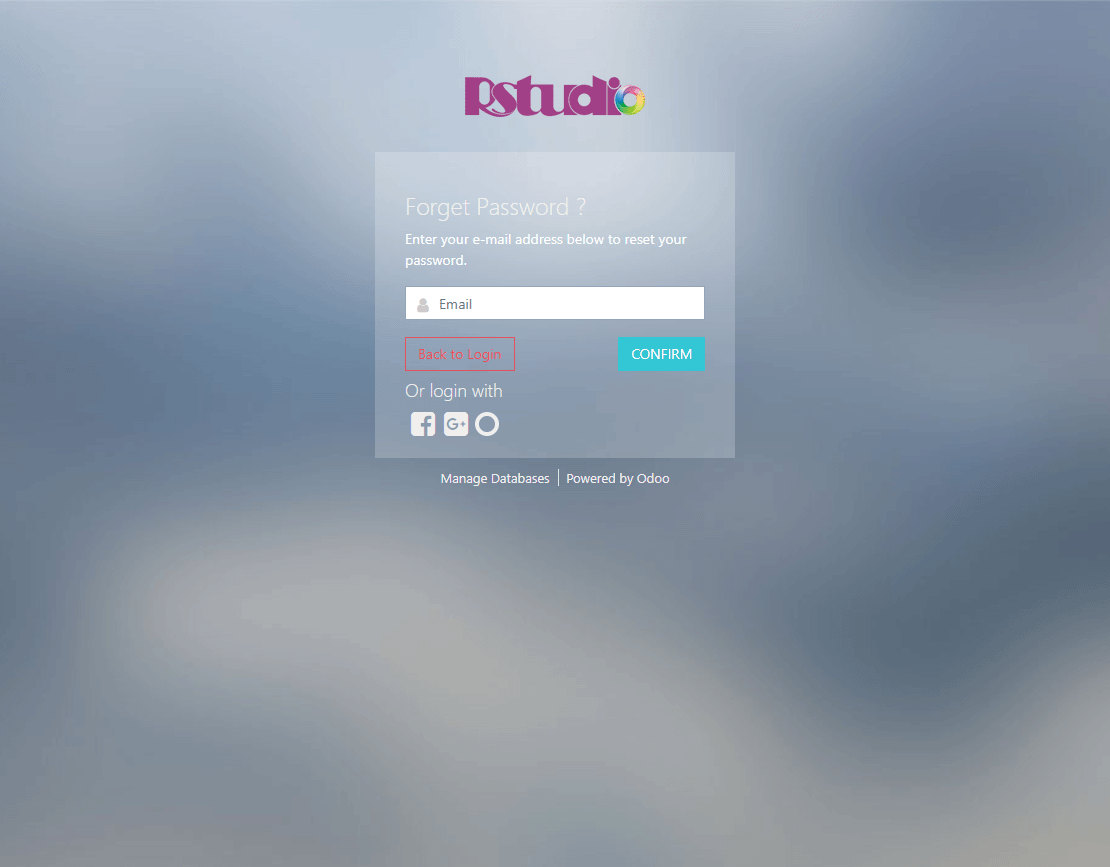 Rstudio
Forget Password ?
Enter your e-mail address below to reset your
password.
Email
Back to Login
CONFIRM
Or login with
f
G+
Manage Databases | Powered by Odoo